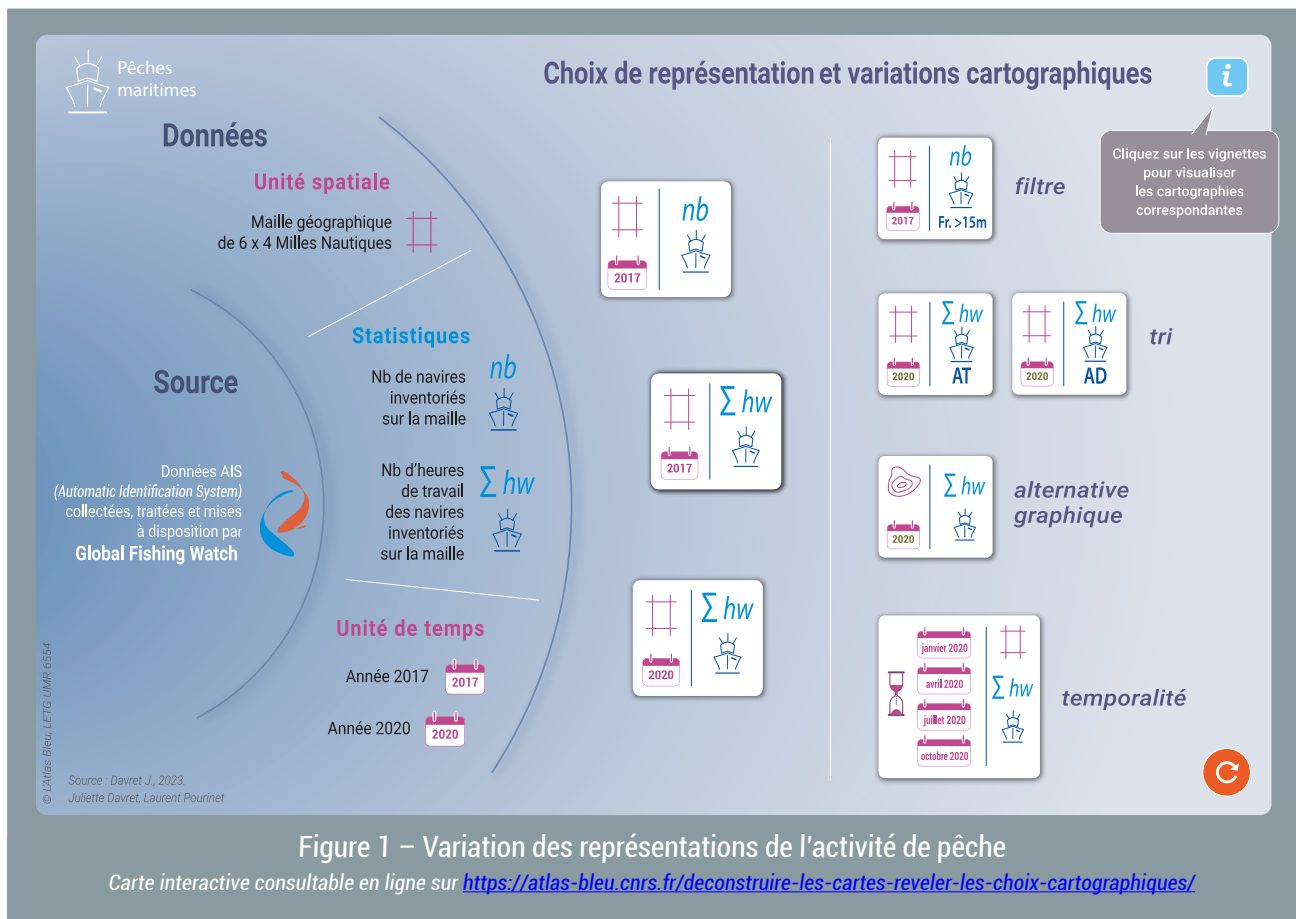 Pêches
maritimes
Choix de représentation et variations cartographiques
i
Cliquez sur les vignettes
pour visualiser
les cartographies
correspondantes
Données
Unité spatiale
Maille géographique
de 6 x 4 Milles Nautiques
Statistiques
Nb de navires
inventoriés
sur la maille
nb
Nb d'heures
de travail
des navires
inventoriés
sur la maille
∑ hw
Unité de temps
Année 2017
2017
Année 2020
2020
Source
Données AIS
(Automatic Identification System)
collectées, traitées et mises
à disposition par
Global Fishing Watch
nb
2017
∑ hw
2017
∑ hw
2020
nb
2017
Fr. >15m
filtre
∑ hw
2020
AT
∑ hw
2020
AD
tri
∑ hw
2020
alternative
graphique
janvier 2020
avril 2020
juillet 2020
octobre 2020
∑ hw
temporalité
© L'Atlas Bleu, LETG UMR 6554
Source : Davret J., 2023.
Juliette Davret, Laurent Pourinet
Figure 1 – Variation des représentations de l'activité de pêche
Carte interactive consultable en ligne sur https://atlas-bleu.cnrs.fr/deconstruire-les-cartes-reveler-les-choix-cartographiques/